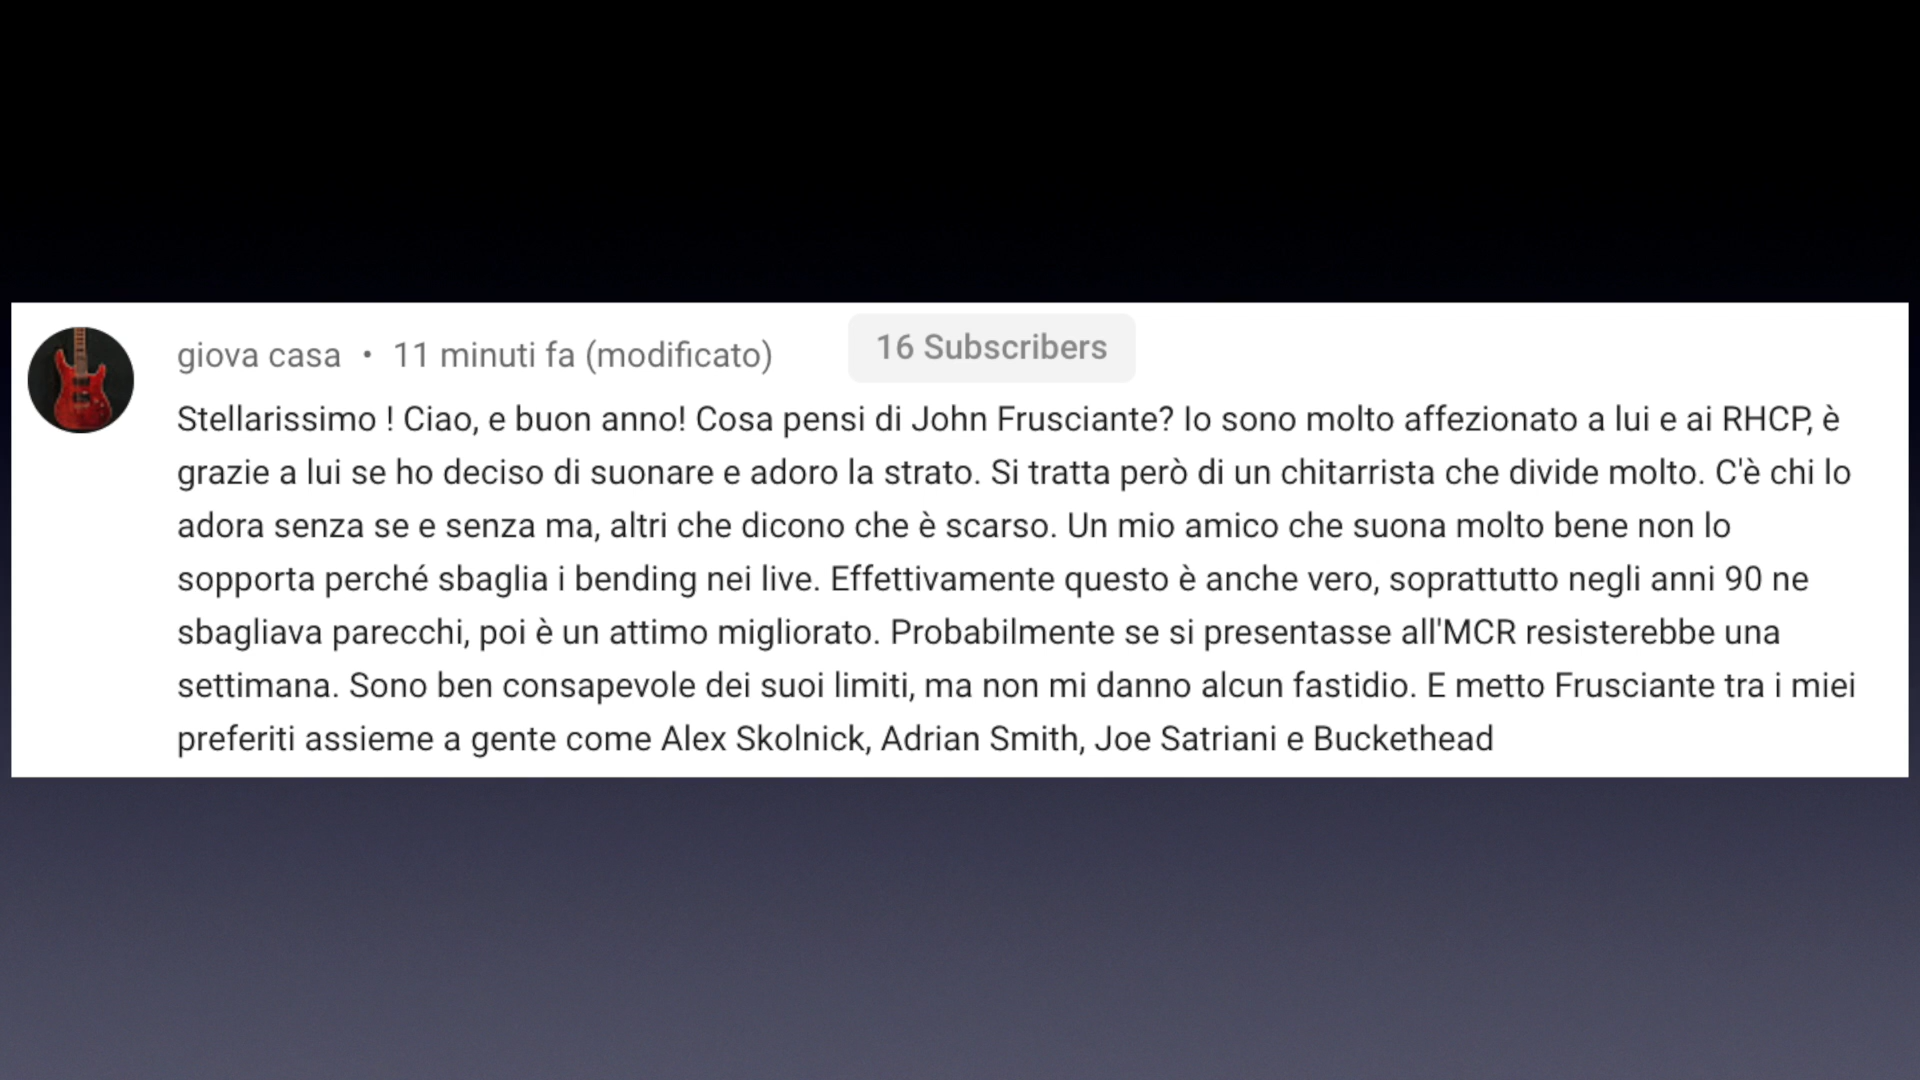 giova casa • 11 minuti fa (modificato) 16 Subscribers
Stellarissimo ! Ciao, e buon anno! Cosa pensi di John Frusciante? Io sono molto affezionato a lui e ai RHCP, è
grazie a lui se ho deciso di suonare e adoro la strato. Si tratta però di un chitarrista che divide molto. C'è chi lo
adora senza se e senza ma, altri che dicono che è scarso. Un mio amico che suona molto bene non lo
sopporta perché sbaglia i bending nei live. Effettivamente questo è anche vero, soprattutto negli anni 90 ne
sbagliava parecchi, poi è un attimo migliorato. Probabilmente se si presentasse all'MCR resisterebbe una
settimana. Sono ben consapevole dei suoi limiti, ma non mi danno alcun fastidio. E metto Frusciante tra i miei
preferiti assieme a gente come Alex Skolnick, Adrian Smith, Joe Satriani e Buckethead